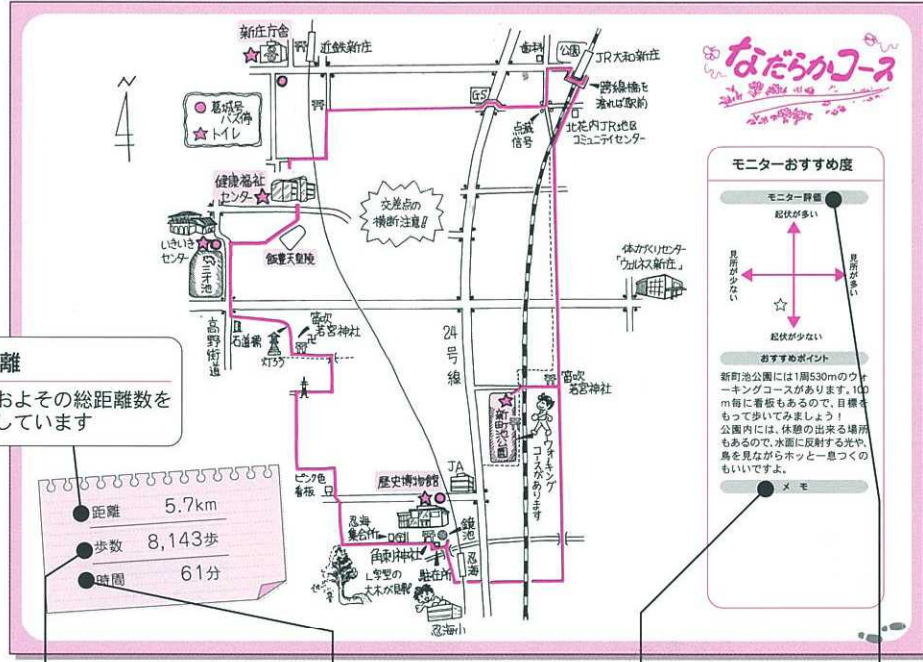 なだらかコース
新庄庁舎
近鉄新庄
歯科
公園
JR大和新庄
跨線橋を
渡れば駅前
葛城号
バス停
トイレ
GS
点滅
信号
北花内JR地区
コミュニティセンター
健康福祉
センター
交差点の
横断注意!!
いきいき
センター
三才池
飯豊天皇陵
体力づくりセンター
「ウェルネス新庄」
高野街道
石道標
灯ろう
笛吹
若宮神社
24号線
笛吹
若宮神社
新町池公園
ウォーキング
コースがあります
ピンク色
看板
歴史博物館
JA
忍海
集合所
角刺神社
鏡池
駐在所
忍海
L字型の
大木が見事
忍海小
離
およその総距離数を
しています
距離 5.7km
歩数 8,143歩
時間 61分
モニターおすすめ度
モニター評価
起伏が多い
見所が少ない
見所が多い
起伏が少ない
おすすめポイント
新町池公園には1周530mのウォ
ーキングコースがあります。100
m毎に看板もあるので、目標を
もって歩いてみましょう!
公園内には、休憩の出来る場所
もあるので、水面に反射する光や、
鳥を見ながらホッと一息つくの
もいいですよ。
メモ